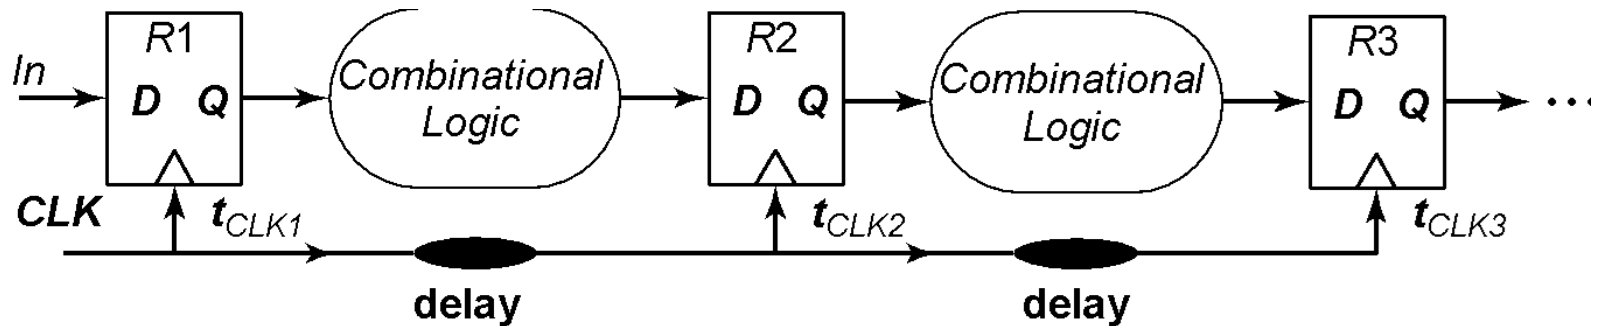 R1
R2
R3
In
D Q
Combinational
Logic
D Q
Combinational
Logic
D Q
...
CLK
tCLK1
tCLK2
tCLK3
delay
delay